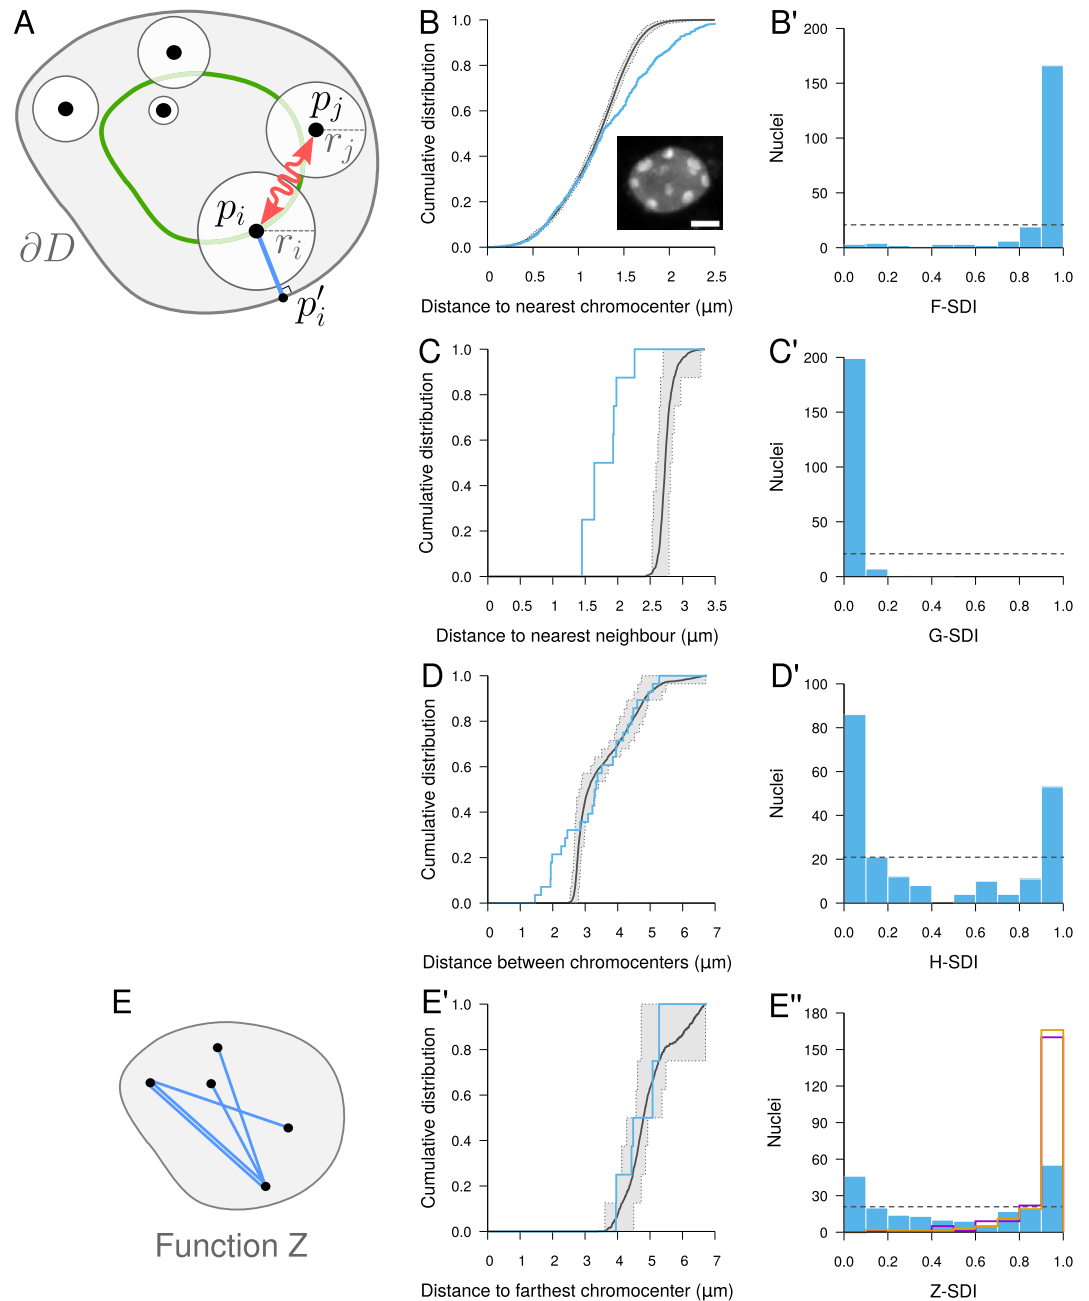 A
p_j
r_j
p_i
r_i
∂D
p′_i
B
Cumulative distribution
1.0
0.8
0.6
0.4
0.2
0.0
0
0.5
1
1.5
2
2.5
Distance to nearest chromocenter (μm)
B'
Nuclei
200
150
100
50
0
0.0 0.2 0.4 0.6 0.8 1.0
F-SDI
C
Cumulative distribution
1.0
0.8
0.6
0.4
0.2
0.0
0 0.5 1 1.5 2 2.5 3 3.5
Distance to nearest neighbour (μm)
C'
Nuclei
200
150
100
50
0
0.0 0.2 0.4 0.6 0.8 1.0
G-SDI
D
Cumulative distribution
1.0
0.8
0.6
0.4
0.2
0.0
0 1 2 3 4 5 6 7
Distance between chromocenters (μm)
D'
Nuclei
100
80
60
40
20
0
0.0 0.2 0.4 0.6 0.8 1.0
H-SDI
E
Function Z
E'
Cumulative distribution
1.0
0.8
0.6
0.4
0.2
0.0
0 1 2 3 4 5 6 7
Distance to farthest chromocenter (μm)
E''
Nuclei
180
150
120
90
60
30
0
0.0 0.2 0.4 0.6 0.8 1.0
Z-SDI